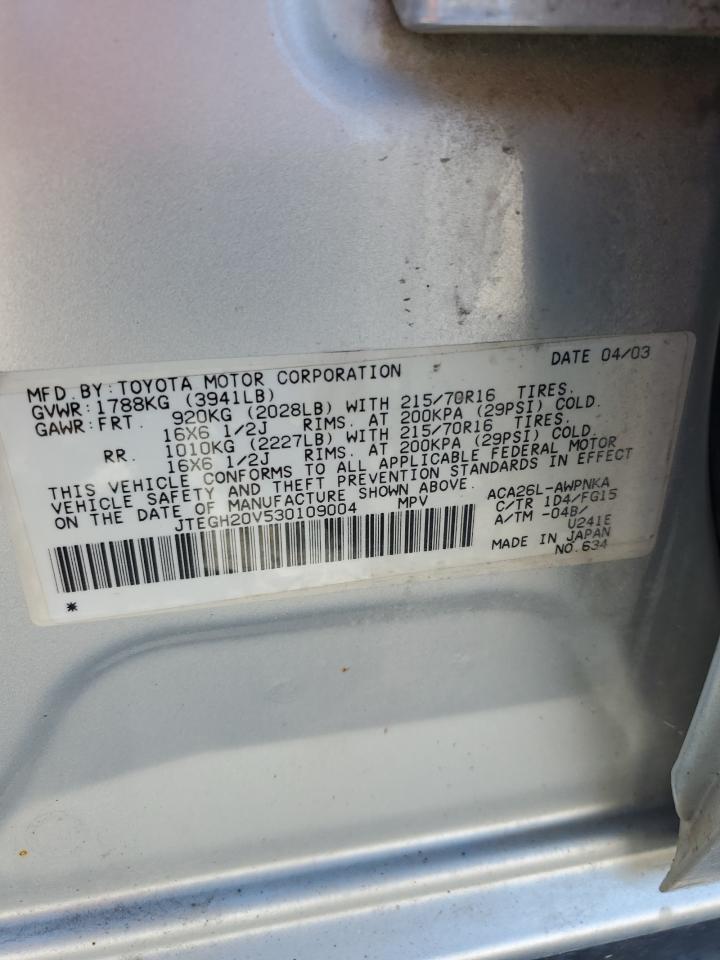 DATE 04/03
MFD.BY:TOYOTA MOTOR CORPORATION
GVWR:1788KG (3941LB)
GAWR:FRT. 920KG (2028LB) WITH 215/70R16 TIRES.
16X6 1/2J RIMS. AT 200KPA (29PSI) COLD.
RR. 1010KG (2227LB) WITH 215/70R16 TIRES.
16X6 1/2J RIMS. AT 200KPA (29PSI) COLD.
THIS VEHICLE CONFORMS TO ALL APPLICABLE FEDERAL MOTOR
VEHICLE SAFETY AND THEFT PREVENTION STANDARDS IN EFFECT
ON THE DATE OF MANUFACTURE SHOWN ABOVE.
JTEGH20V530109004 MPV
ACA26L-AWPNKA
C/TR 1D4/FG15
A/TM -04B/
U241E
MADE IN JAPAN
NO.634
*